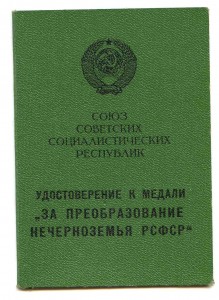 СОЮЗ
СОВЕТСКИХ
СОЦИАЛИСТИЧЕСКИХ
РЕСПУБЛИК
УДОСТОВЕРЕНИЕ К МЕДАЛИ
„ЗА ПРЕОБРАЗОВАНИЕ
НЕЧЕРНОЗЕМЬЯ РСФСР“